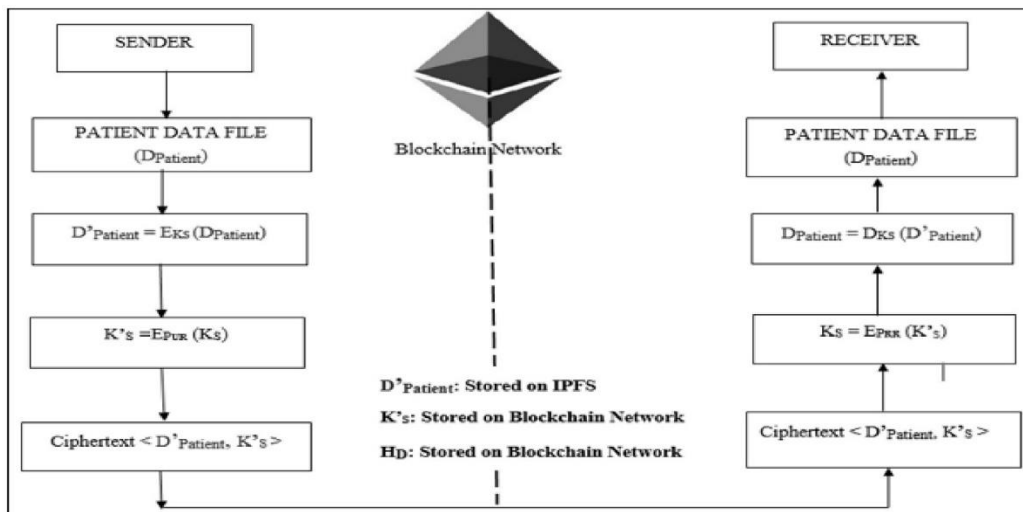 SENDER
PATIENT DATA FILE
(DPatient)
D’Patient = EKS (DPatient)
K’S =EPUR (KS)
Ciphertext < D’Patient, K’S >
Blockchain Network
D’Patient: Stored on IPFS
K’S: Stored on Blockchain Network
HD: Stored on Blockchain Network
RECEIVER
PATIENT DATA FILE
(DPatient)
DPatient = DKS (D’Patient)
KS = EPRR (K’S)
Ciphertext < D’Patient, K’S >